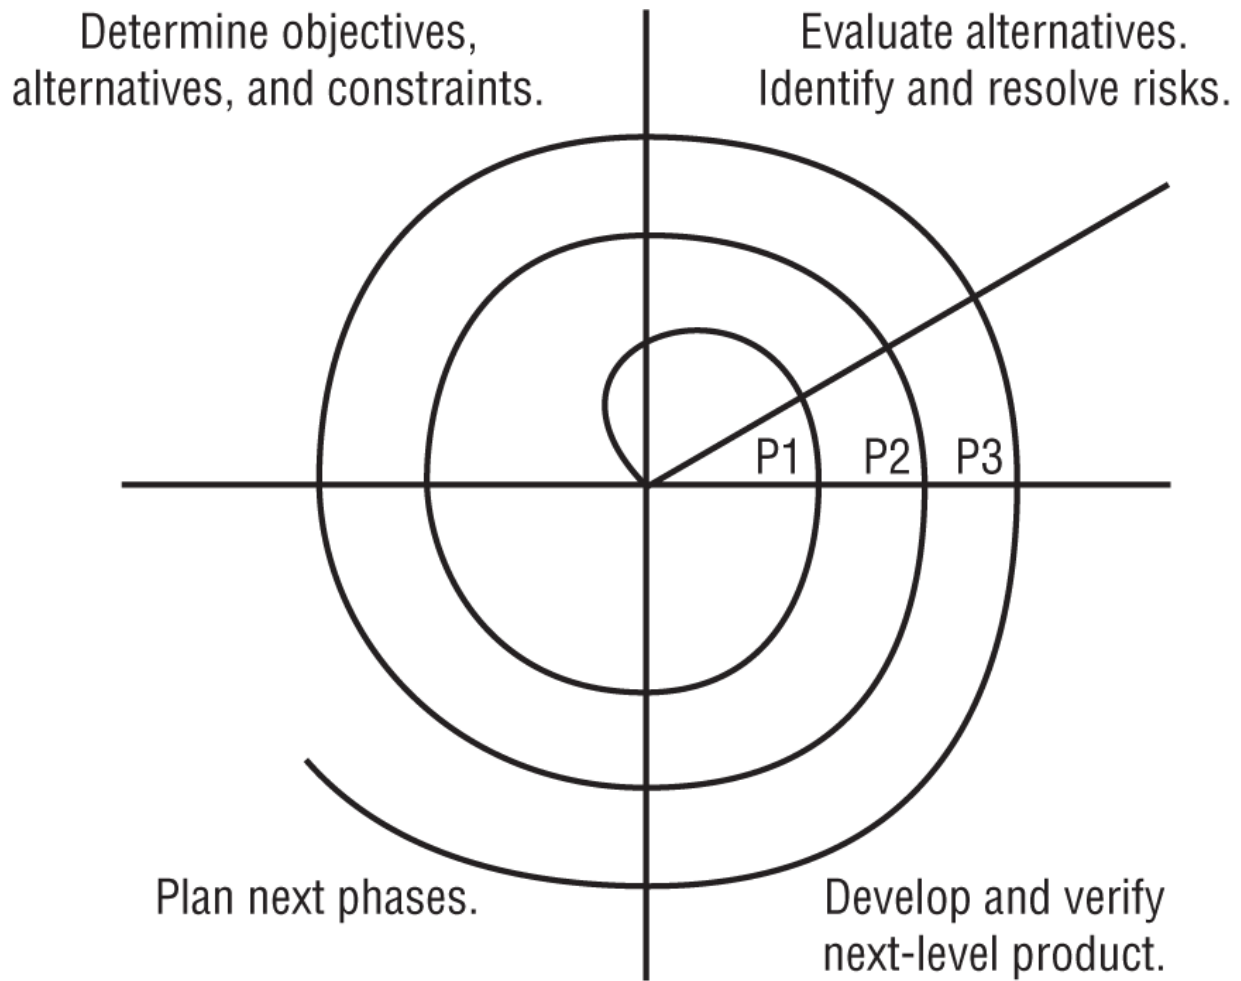 Determine objectives,
alternatives, and constraints.
Evaluate alternatives.
Identify and resolve risks.
P1
P2
P3
Plan next phases.
Develop and verify
next-level product.